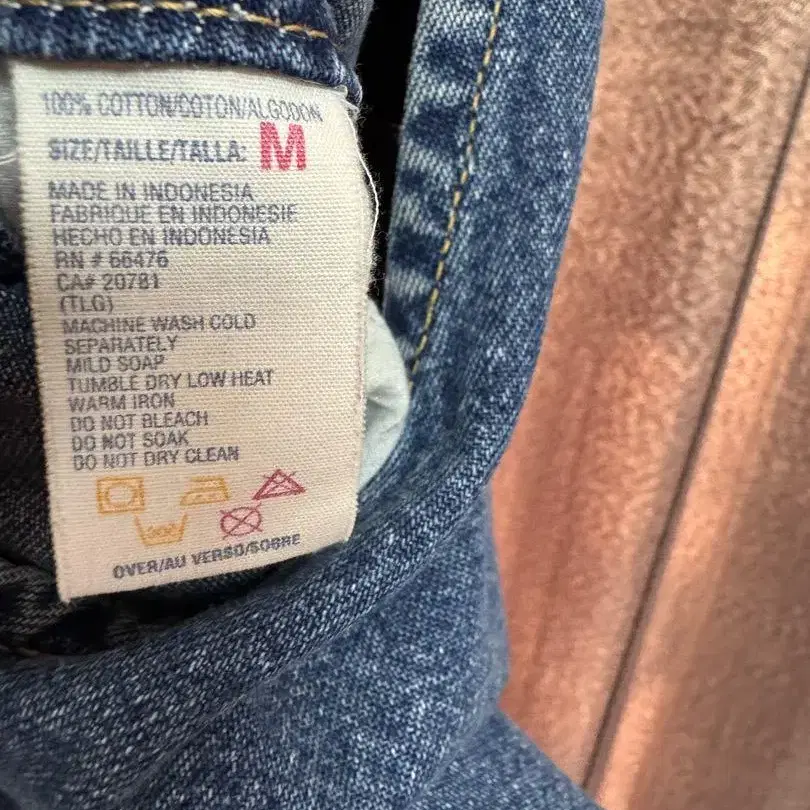 100% COTTON/COTON/ALGODON
SIZE/TAILLE/TALLA: M
MADE IN INDONESIA
FABRIQUE EN INDONESIE
HECHO EN INDONESIA
RN # 66476
CA# 20781
(TLG)
MACHINE WASH COLD
SEPARATELY
MILD SOAP
TUMBLE DRY LOW HEAT
WARM IRON
DO NOT BLEACH
DO NOT SOAK
DO NOT DRY CLEAN
OVER/AU VERSO/SOBRE